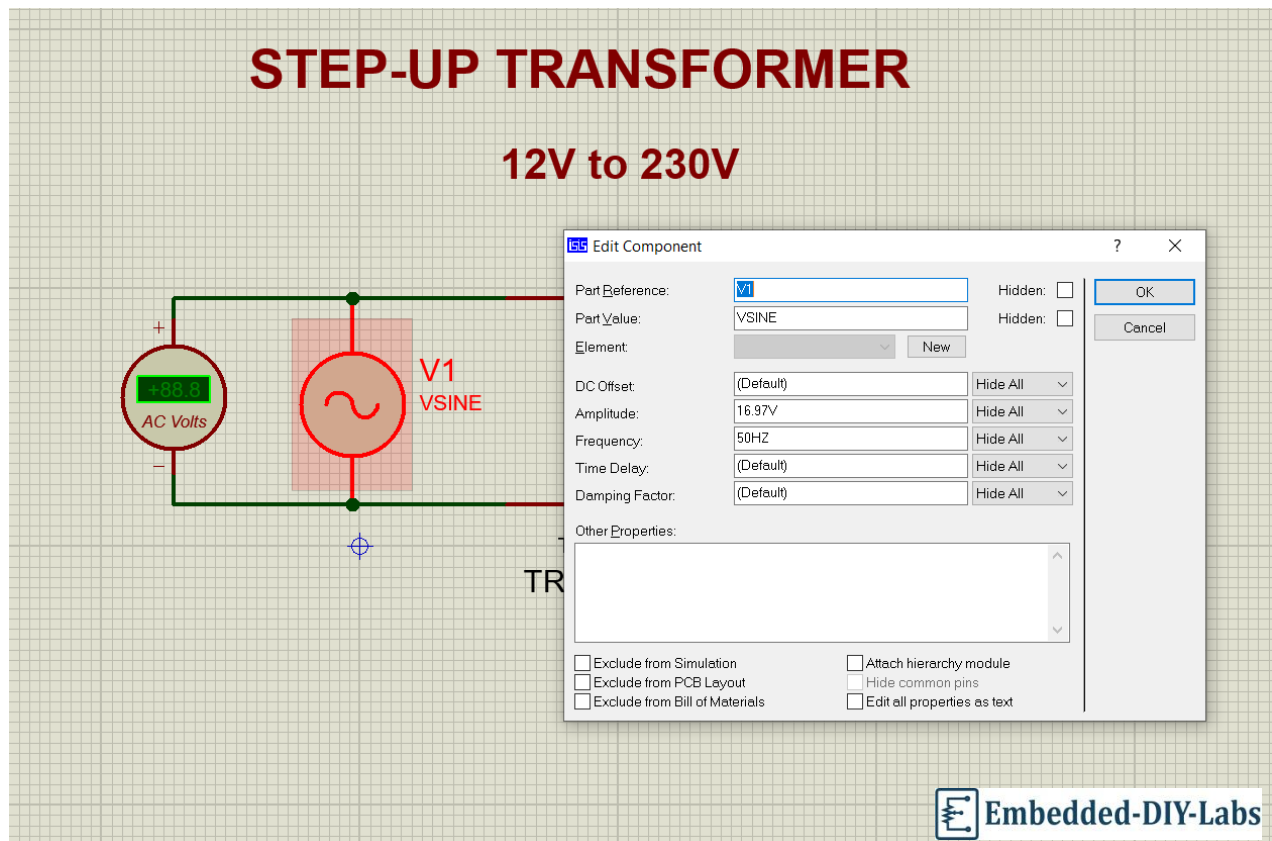 STEP-UP TRANSFORMER
12V to 230V
isis Edit Component ?
Part Reference: V1 Hidden:
Part Value: VSINE Hidden:
Element: New
DC Offset: (Default) Hide All
Amplitude: 16.97V Hide All
Frequency: 50HZ Hide All
Time Delay: (Default) Hide All
Damping Factor: (Default) Hide All
Other Properties:
Exclude from Simulation Attach hierarchy module
Exclude from PCB Layout Hide common pins
Exclude from Bill of Materials Edit all properties as text
OK
Cancel
+
+88.8
AC Volts
−
V1
VSINE
TR
Embedded-DIY-Labs